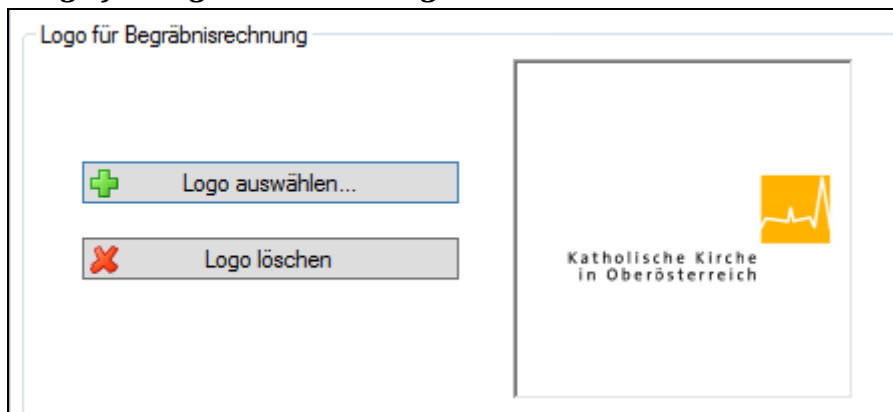 Logo für Begräbnisrechnung
Logo auswählen...
Logo löschen
Katholische Kirche
in Oberösterreich